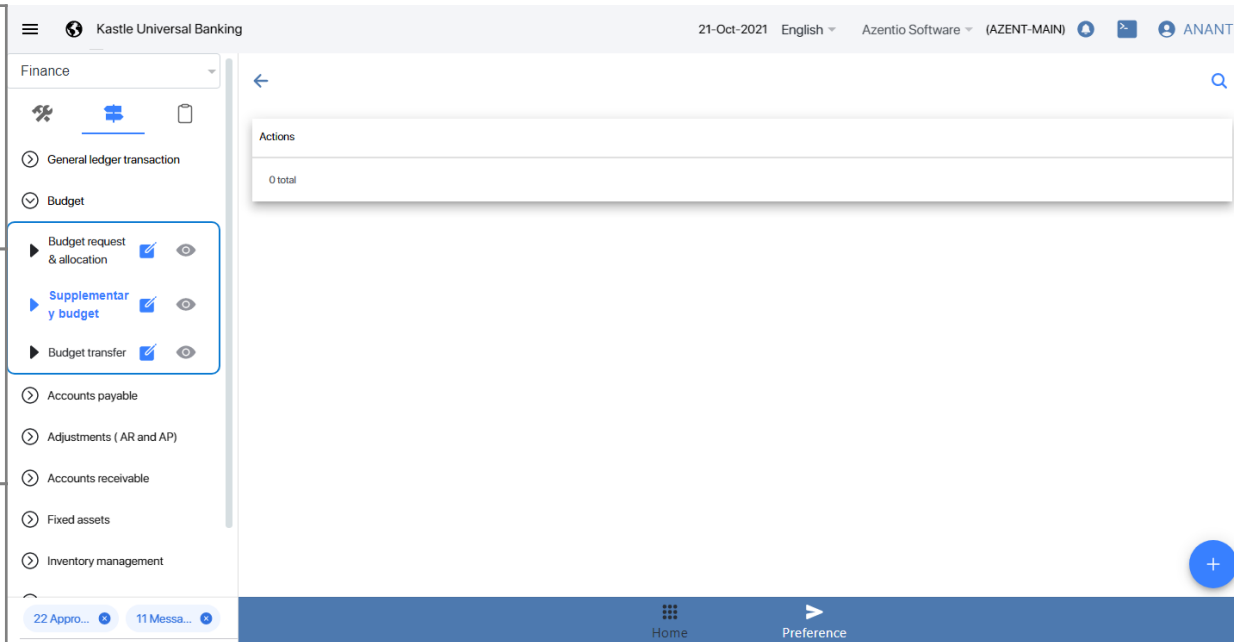 Kastle Universal Banking
21-Oct-2021 English Azentio Software (AZENT-MAIN) ANANT
Finance
Actions
0 total
General ledger transaction
Budget
Budget request
& allocation
Supplementar
y budget
Budget transfer
Accounts payable
Adjustments ( AR and AP)
Accounts receivable
Fixed assets
Inventory management
22 Appro... 11 Messa...
Home Preference